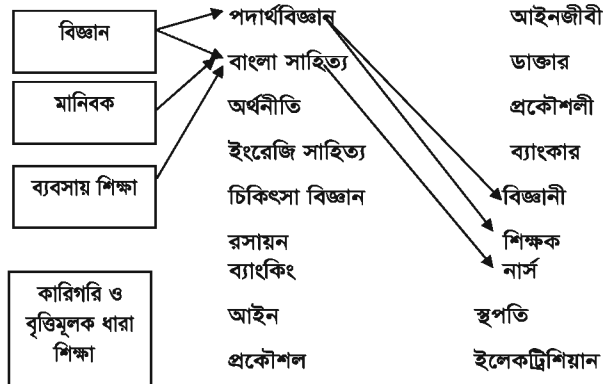 বিজ্ঞান
মানিবক
ব্যবসায় শিক্ষা
কারিগরি ও
বৃত্তিমূলক ধারা
শিক্ষা
পদার্থবিজ্ঞান
বাংলা সাহিত্য
অর্থনীতি
ইংরেজি সাহিত্য
চিকিৎসা বিজ্ঞান
রসায়ন
ব্যাংকিং
আইন
প্রকৌশল
আইনজীবী
ডাক্তার
প্রকৌশলী
ব্যাংকার
বিজ্ঞানী
শিক্ষক
নার্স
স্থপতি
ইলেকট্রিশিয়ান